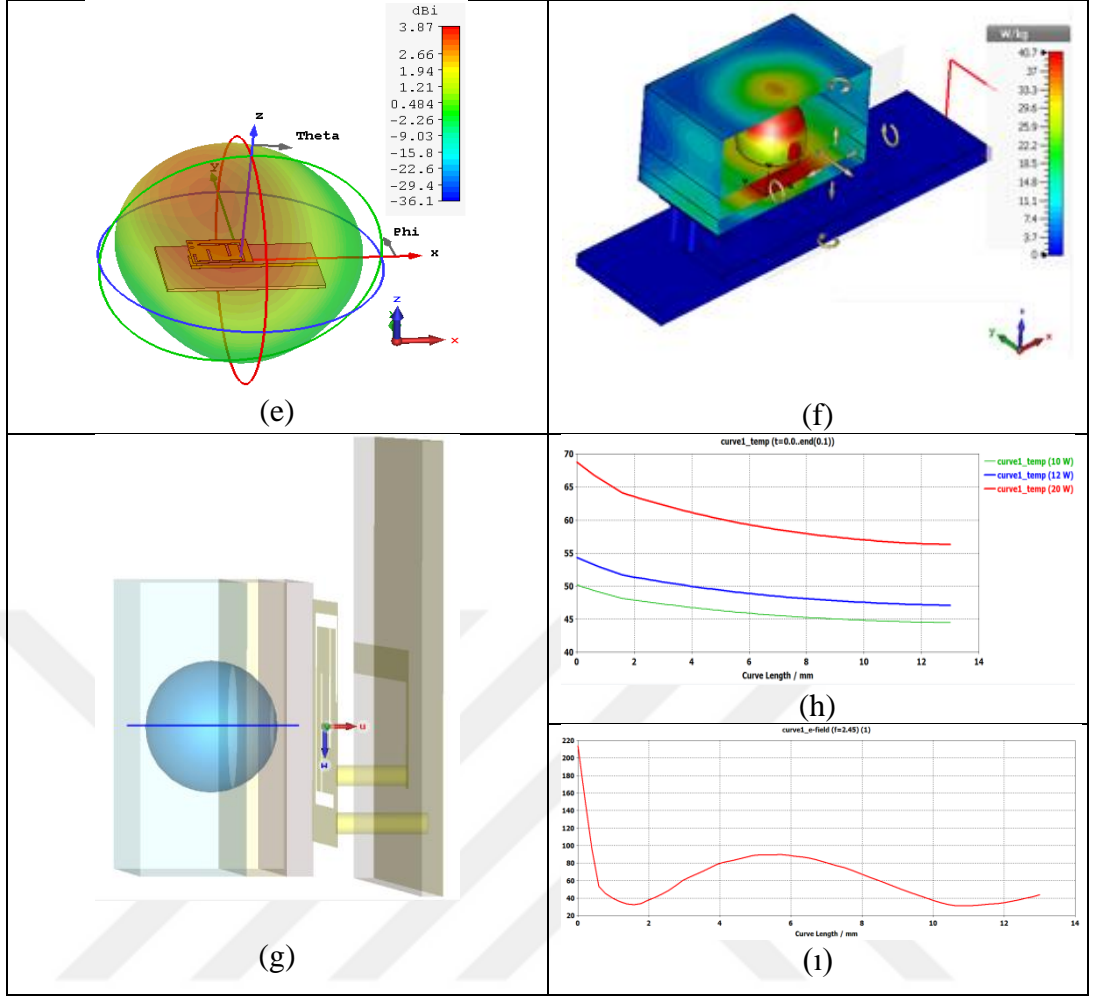 dBi
3.87
2.66
1.94
1.21
0.484
-2.26
-9.03
-15.8
-22.6
-29.4
-36.1
z
Theta
Y
Phi
x
z
x
(e)
W/kg
40.7
37
33.3
29.6
25.9
22.2
18.5
14.8
11.1
7.4
3.7
0
z
y
x
(f)
u
w
(g)
curve1_temp (t=0.0..end(0.1))
70
65
60
55
50
45
40
0 2 4 6 8 10 12 14
Curve Length / mm
curve1_temp (10 W)
curve1_temp (12 W)
curve1_temp (20 W)
(h)
curve1_e-field (f=2.45) (1)
220
200
180
160
140
120
100
80
60
40
20
0 2 4 6 8 10 12 14
Curve Length / mm
(ı)